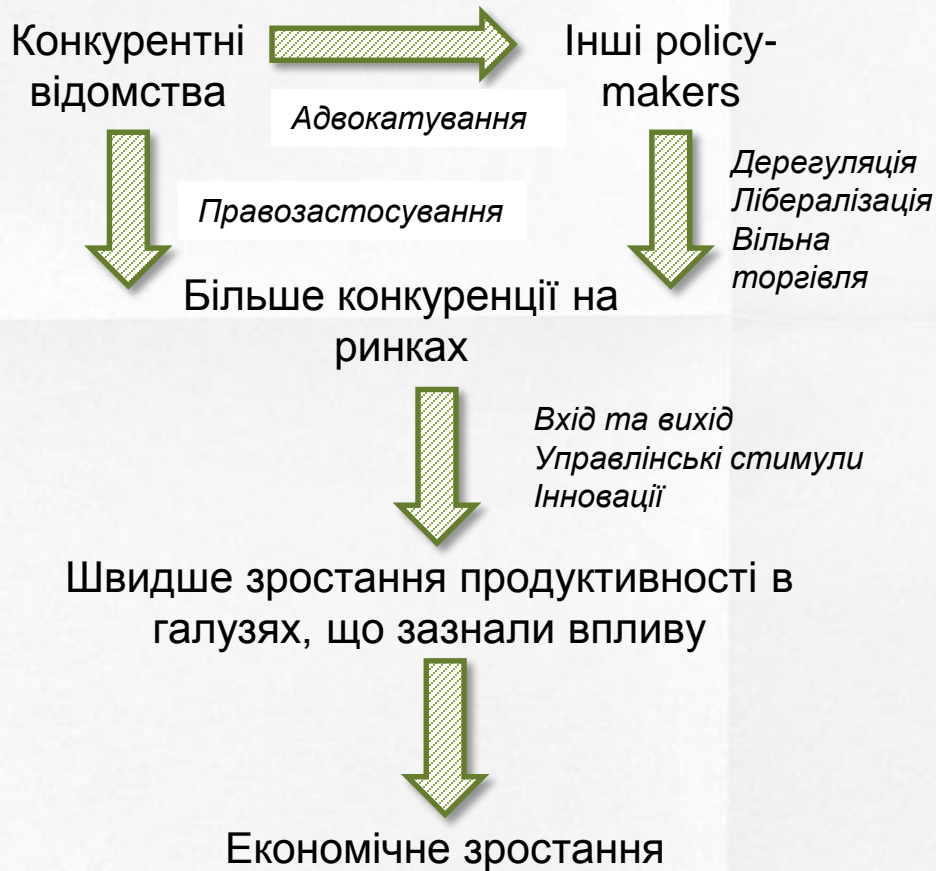 Конкурентні
відомства
Інші policy-
makers
Адвокатування
Правозастосування
Дерегуляція
Лібералізація
Вільна
торгівля
Більше конкуренції на
ринках
Вхід та вихід
Управлінські стимули
Інновації
Швидше зростання продуктивності в
галузях, що зазнали впливу
Економічне зростання